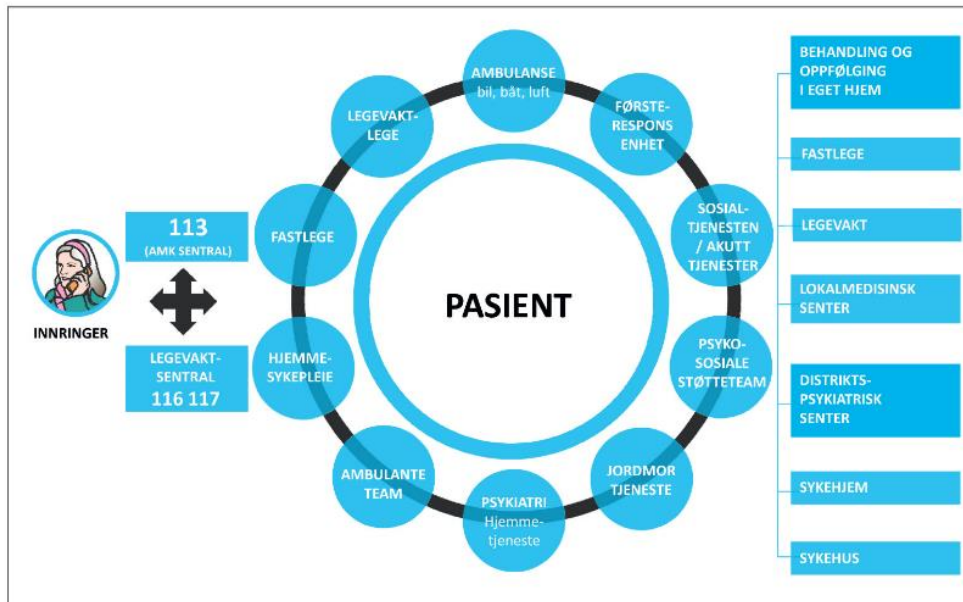 INNRINGER
113
(AMK SENTRAL)
LEGEVAKT-
SENTRAL
116 117
AMBULANSE
bil, båt, luft
FØRSTE-
RESPONS
ENHET
SOSIAL-
TJENESTEN
/ AKUTT
TJENESTER
PSYKO-
SOSIALE
STØTTETEAM
JORDMOR
TJENESTE
PSYKIATRI
Hjemme-
tjeneste
AMBULANTE
TEAM
HJEMME-
SYKEPLEIE
FASTLEGE
LEGEVAKT-
LEGE
PASIENT
BEHANDLING OG
OPPFØLGING
I EGET HJEM
FASTLEGE
LEGEVAKT
LOKALMEDISINSK
SENTER
DISTRIKTS-
PSYKIATRISK
SENTER
SYKEHJEM
SYKEHUS